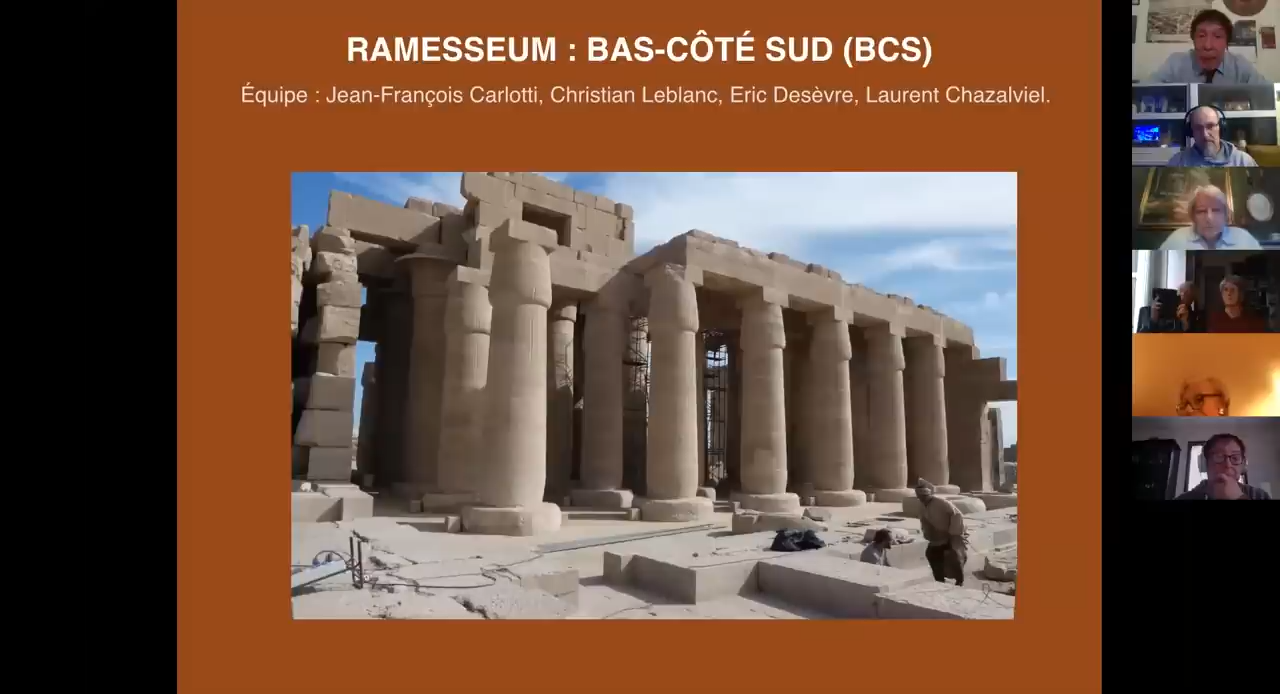 RAMESSEUM : BAS-CÔTÉ SUD (BCS)
Équipe : Jean-François Carlotti, Christian Leblanc, Eric Desèvre, Laurent Chazalviel.